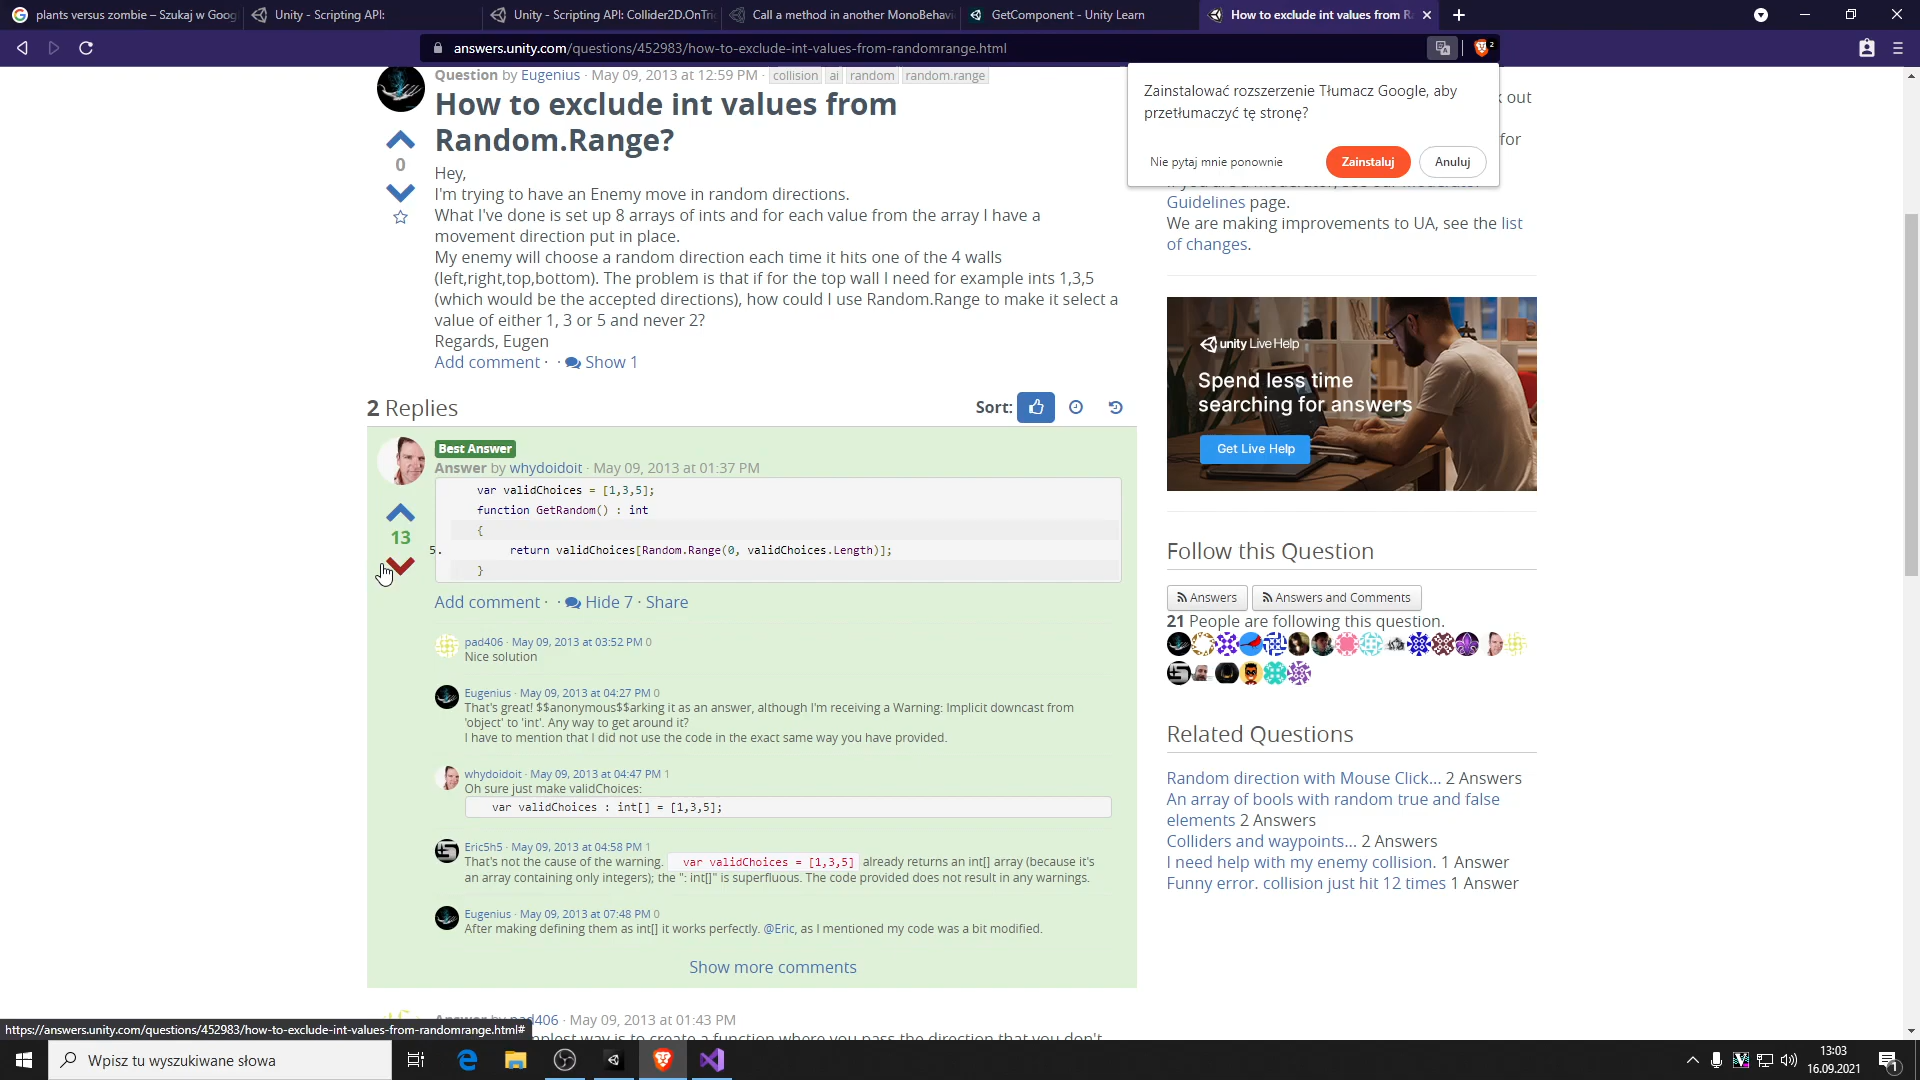 plants versus zombie – Szukaj w Goog
Unity - Scripting API:
Unity - Scripting API: Collider2D.OnTrig
Call a method in another MonoBehavi
GetComponent - Unity Learn
How to exclude int values from R
answers.unity.com/questions/452983/how-to-exclude-int-values-from-randomrange.html
2
Question by Eugenius · May 09, 2013 at 12:59 PM · collision ai random random.range
How to exclude int values from
Random.Range?
0
Hey,
I'm trying to have an Enemy move in random directions.
What I've done is set up 8 arrays of ints and for each value from the array I have a
movement direction put in place.
My enemy will choose a random direction each time it hits one of the 4 walls
(left,right,top,bottom). The problem is that if for the top wall I need for example ints 1,3,5
(which would be the accepted directions), how could I use Random.Range to make it select a
value of either 1, 3 or 5 and never 2?
Regards, Eugen
Add comment · · Show 1
2 Replies
Sort:
Best Answer
Answer by whydoidoit · May 09, 2013 at 01:37 PM
13
var validChoices = [1,3,5];
function GetRandom() : int
{
5. return validChoices[Random.Range(0, validChoices.Length)];
}
Add comment · · Hide 7 · Share
pad406 · May 09, 2013 at 03:52 PM 0
Nice solution
Eugenius · May 09, 2013 at 04:27 PM 0
That's great! $$anonymous$$arking it as an answer, although I'm receiving a Warning: Implicit downcast from
'object' to 'int'. Any way to get around it?
I have to mention that I did not use the code in the exact same way you have provided.
whydoidoit · May 09, 2013 at 04:47 PM 1
Oh sure just make validChoices:
var validChoices : int[] = [1,3,5];
Eric5h5 · May 09, 2013 at 04:58 PM 1
That's not the cause of the warning. var validChoices = [1,3,5] already returns an int[] array (because it's
an array containing only integers); the ": int[]" is superfluous. The code provided does not result in any warnings.
Eugenius · May 09, 2013 at 07:48 PM 0
After making defining them as int[] it works perfectly. @Eric, as I mentioned my code was a bit modified.
Show more comments
Answer by pad406 · May 09, 2013 at 01:43 PM
way is to create a function where you pass the direction that you don't
Zainstalować rozszerzenie Tłumacz Google, aby
przetłumaczyć tę stronę?
Nie pytaj mnie ponownie
Zainstaluj
Anuluj
out
for
Guidelines page.
We are making improvements to UA, see the list
of changes.
unity Live Help
Spend less time
searching for answers
Get Live Help
Follow this Question
Answers
Answers and Comments
21 People are following this question.
Related Questions
Random direction with Mouse Click... 2 Answers
An array of bools with random true and false
elements 2 Answers
Colliders and waypoints... 2 Answers
I need help with my enemy collision. 1 Answer
Funny error. collision just hit 12 times 1 Answer
https://answers.unity.com/questions/452983/how-to-exclude-int-values-from-randomrange.html#
Wpisz tu wyszukiwane słowa
13:03
16.09.2021
1